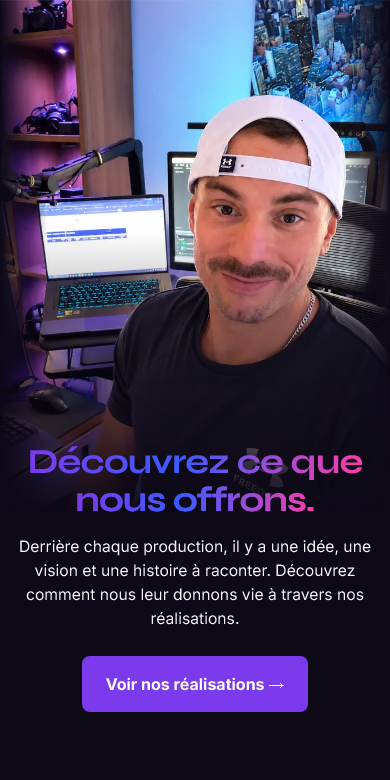 Découvrez ce que
nous offrons.
Derrière chaque production, il y a une idée, une
vision et une histoire à raconter. Découvrez
comment nous leur donnons vie à travers nos
réalisations.
Voir nos réalisations →